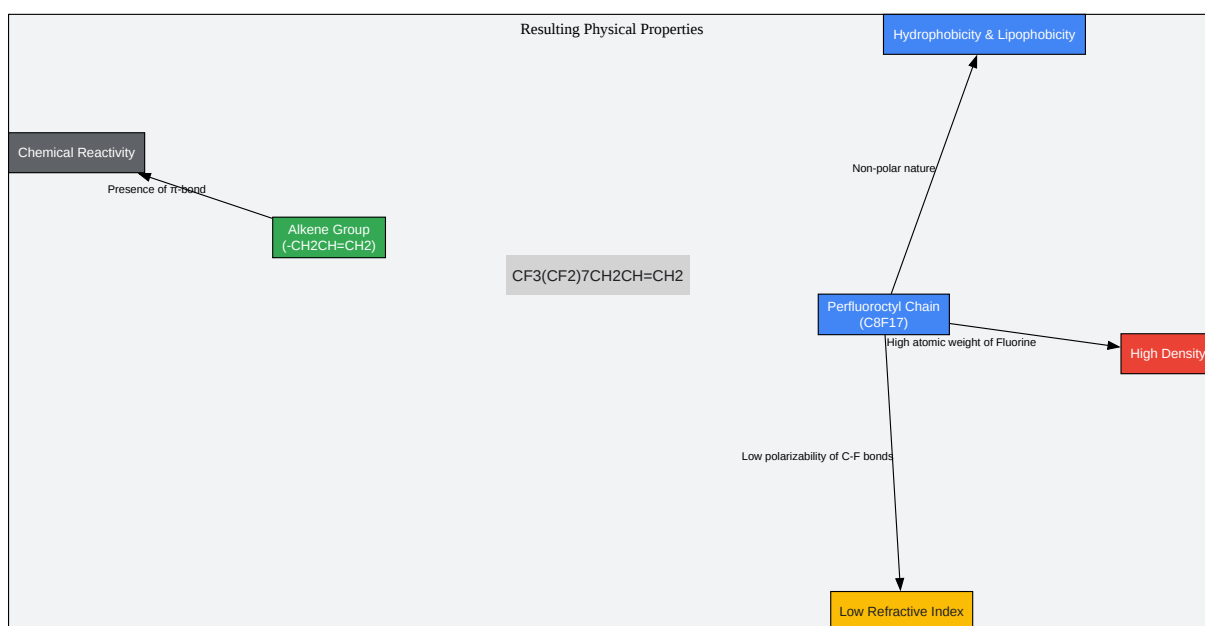 Resulting Physical Properties
Hydrophobicity & Lipophobicity
Chemical Reactivity
Non-polar nature
Presence of π-bond
Alkene Group
(-CH2CH=CH2)
CF3(CF2)7CH2CH=CH2
Perfluoroctyl Chain
(C8F17)
High atomic weight of Fluorine
High Density
Low polarizability of C-F bonds
Low Refractive Index